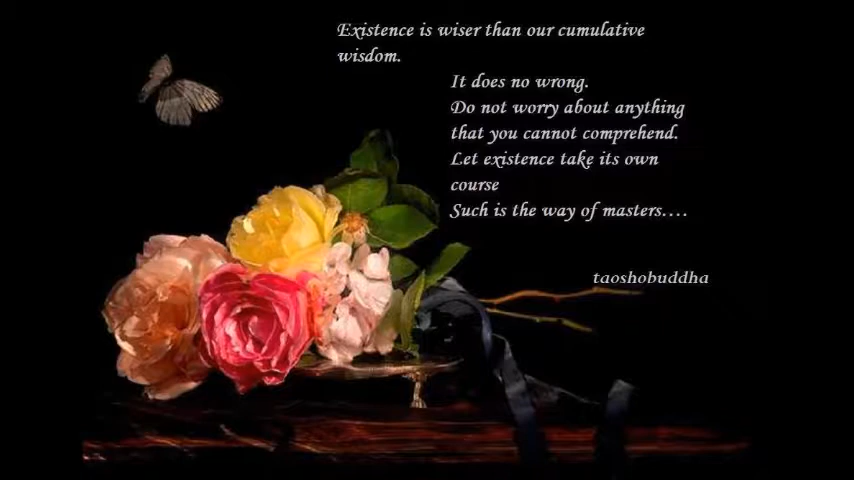 Existence is wiser than our cumulative
wisdom.
It does no wrong.
Do not worry about anything
that you cannot comprehend.
Let existence take its own
course
Such is the way of masters....
taoshobuddha